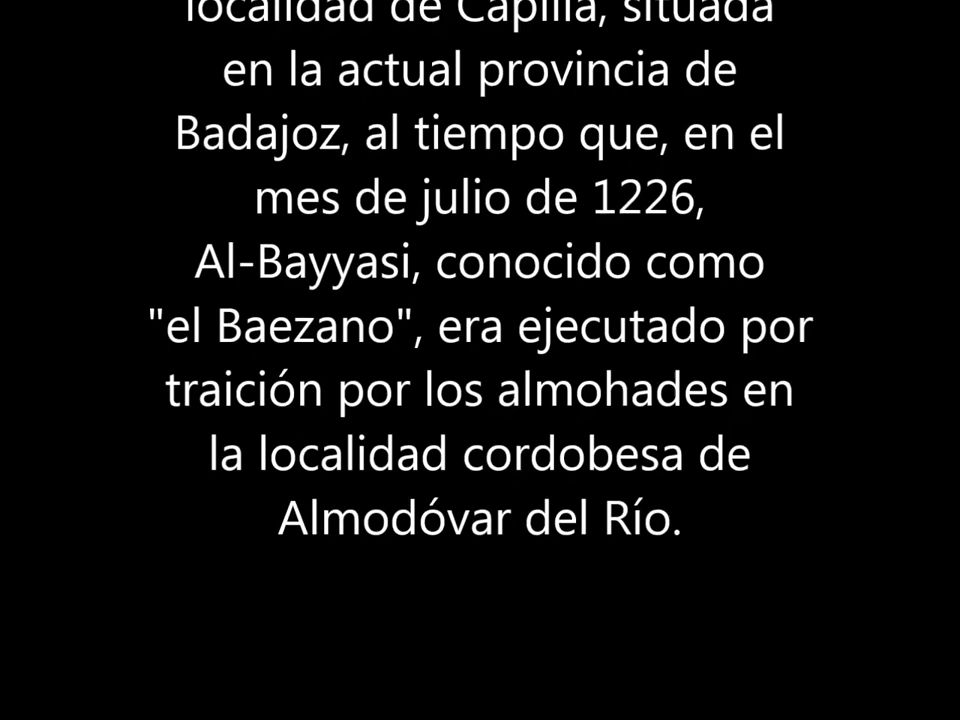 localidad de Capilla, situada
en la actual provincia de
Badajoz, al tiempo que, en el
mes de julio de 1226,
Al-Bayyasi, conocido como
"el Baezano", era ejecutado por
traición por los almohades en
la localidad cordobesa de
Almodóvar del Río.